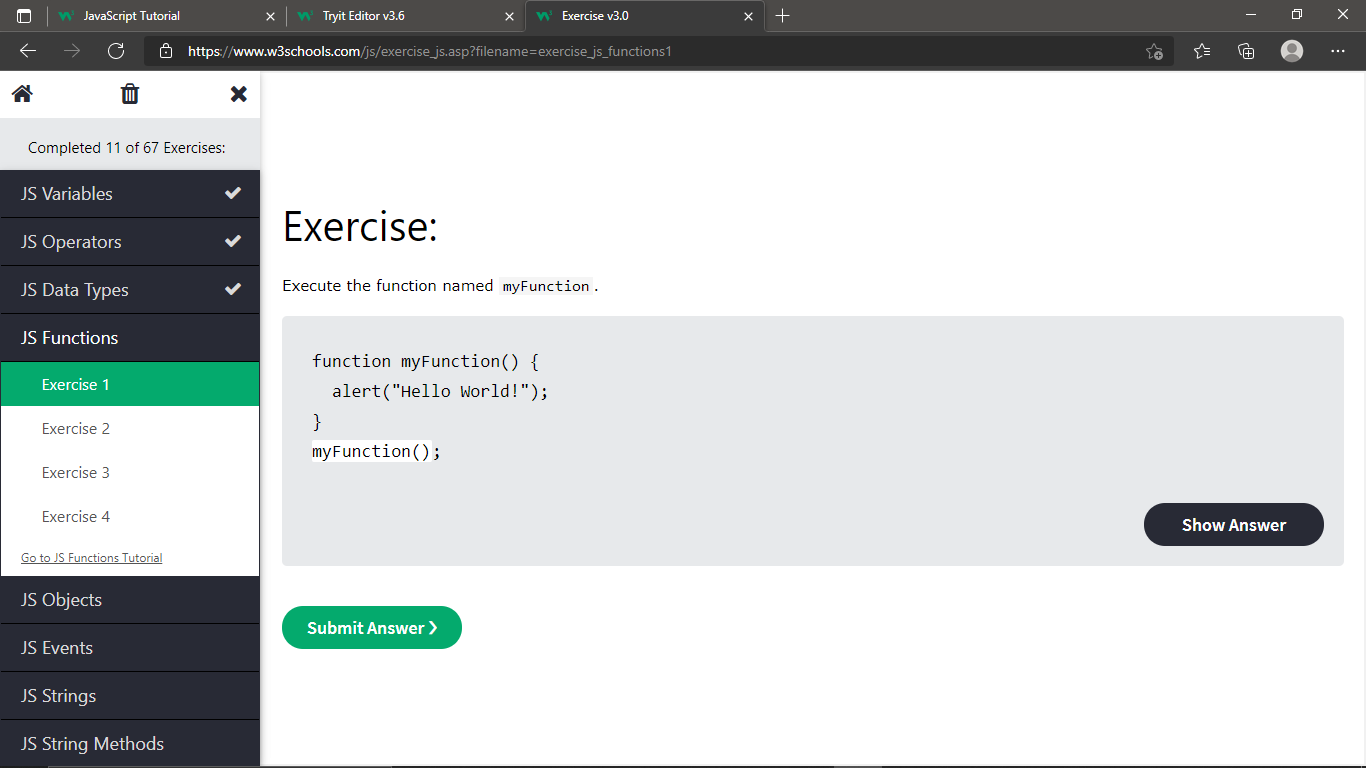 JavaScript Tutorial
Tryit Editor v3.6
Exercise v3.0
https://www.w3schools.com/js/exercise_js.asp?filename=exercise_js_functions1
Completed 11 of 67 Exercises:
JS Variables
JS Operators
JS Data Types
JS Functions
Exercise 1
Exercise 2
Exercise 3
Exercise 4
Go to JS Functions Tutorial
JS Objects
JS Events
JS Strings
JS String Methods
Exercise:
Execute the function named myFunction.
function myFunction() {
  alert("Hello World!");
}
myFunction();
Show Answer
Submit Answer ❯